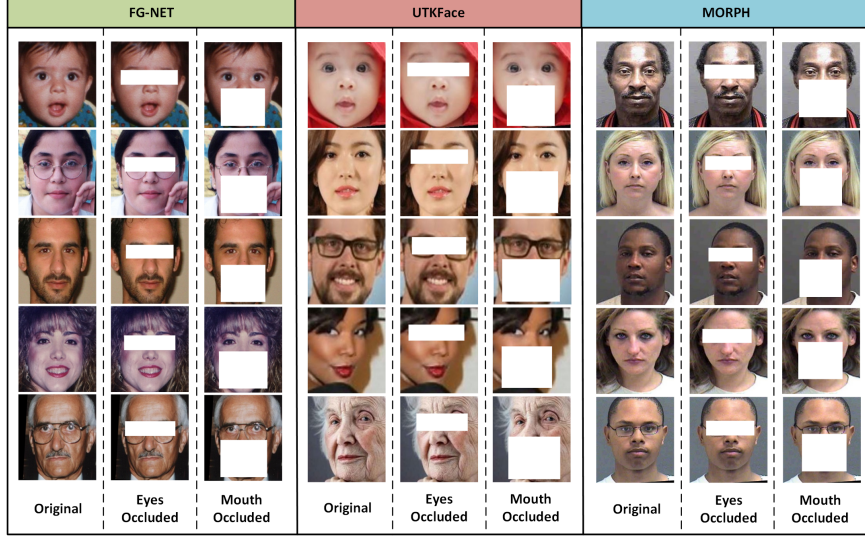 FG-NET
UTKFace
MORPH
Original
Eyes
Occluded
Mouth
Occluded
Original
Eyes
Occluded
Mouth
Occluded
Original
Eyes
Occluded
Mouth
Occluded